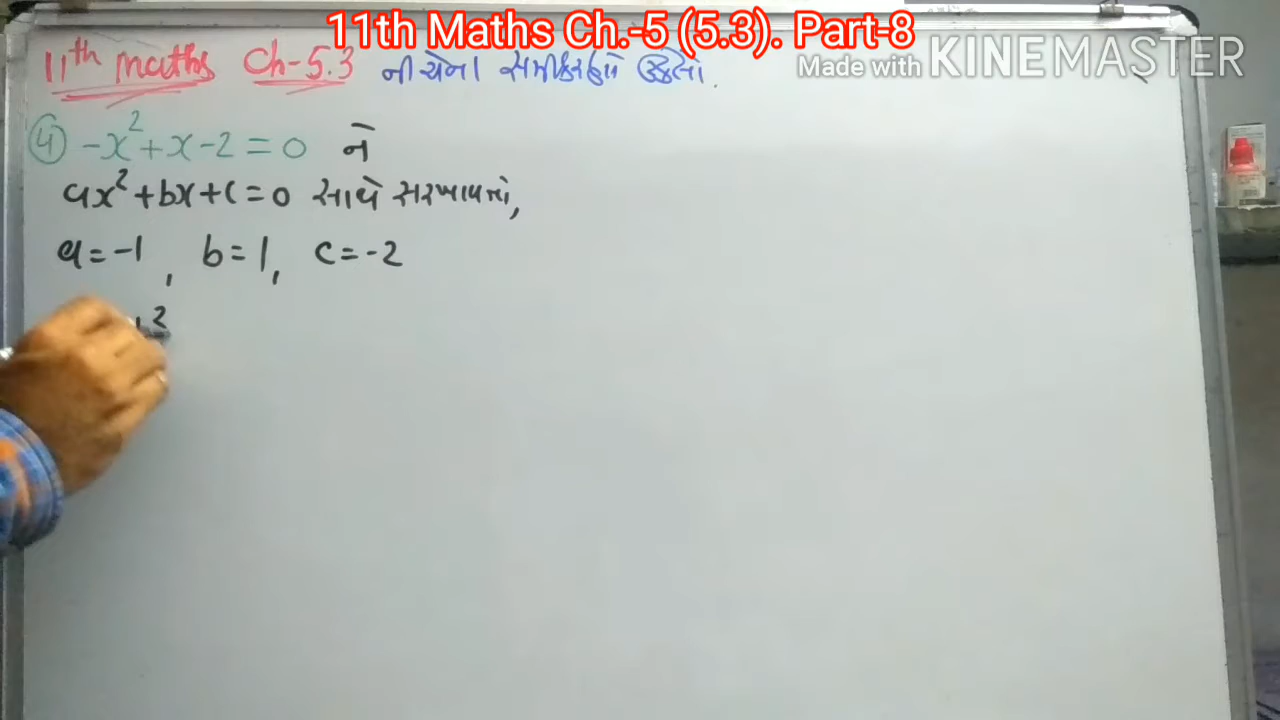 11th Maths Ch.-5 (5.3). Part-8
Made with KINEMASTER
11th maths Ch-5.3 નીચેના સમીકરણો ઉકેલો.
④ -x²+x-2=0 ને
ax²+bx+c=0 સાથે સરખાવતાં,
a=-1, b=1, c=-2
2